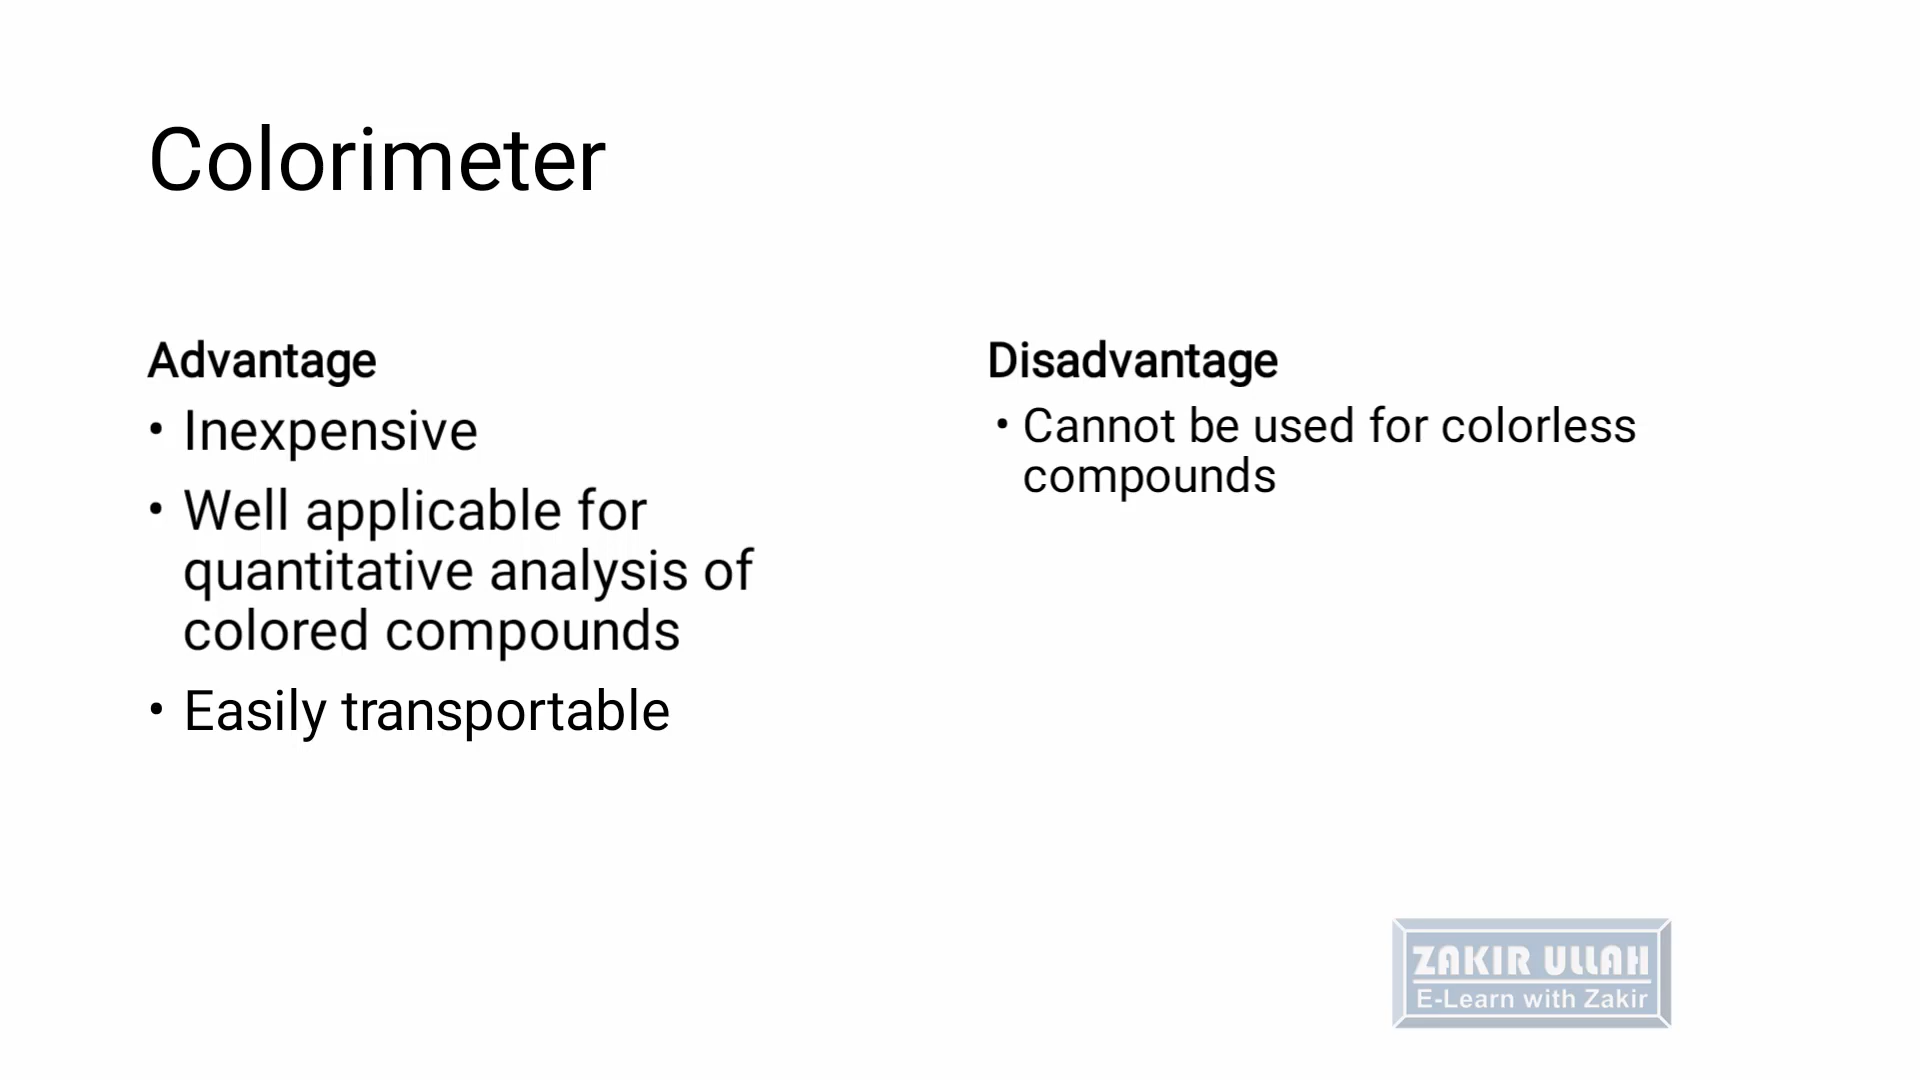 Colorimeter
Advantage
• Inexpensive
• Well applicable for
quantitative analysis of
colored compounds
• Easily transportable
Disadvantage
• Cannot be used for colorless
compounds
ZAKIR ULLAH
E-Learn with Zakir